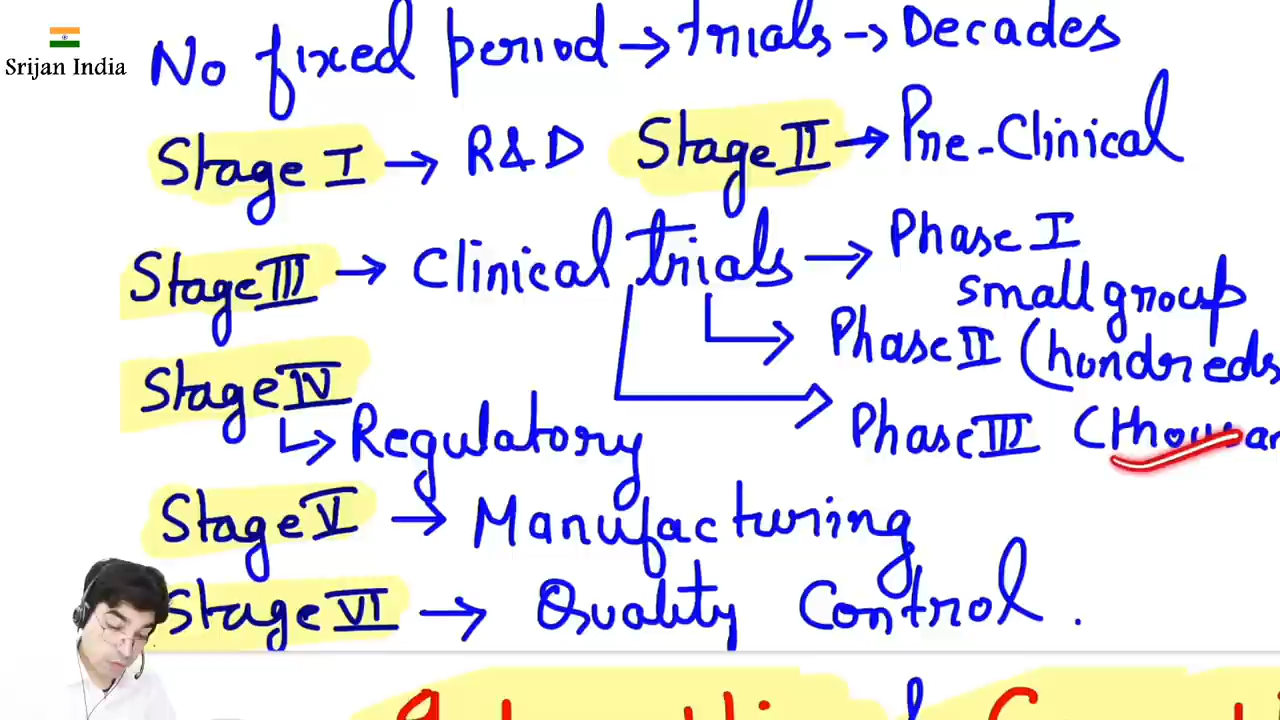 Srijan India
No fixed period → trials → Decades
Stage I → R&D Stage II → Pre-Clinical
Stage III → Clinical trials → Phase I
small group
Phase II (hundreds
Stage IV
↳ Regulatory
Phase III (thousan
Stage V → Manufacturing
Stage VI → Quality Control.